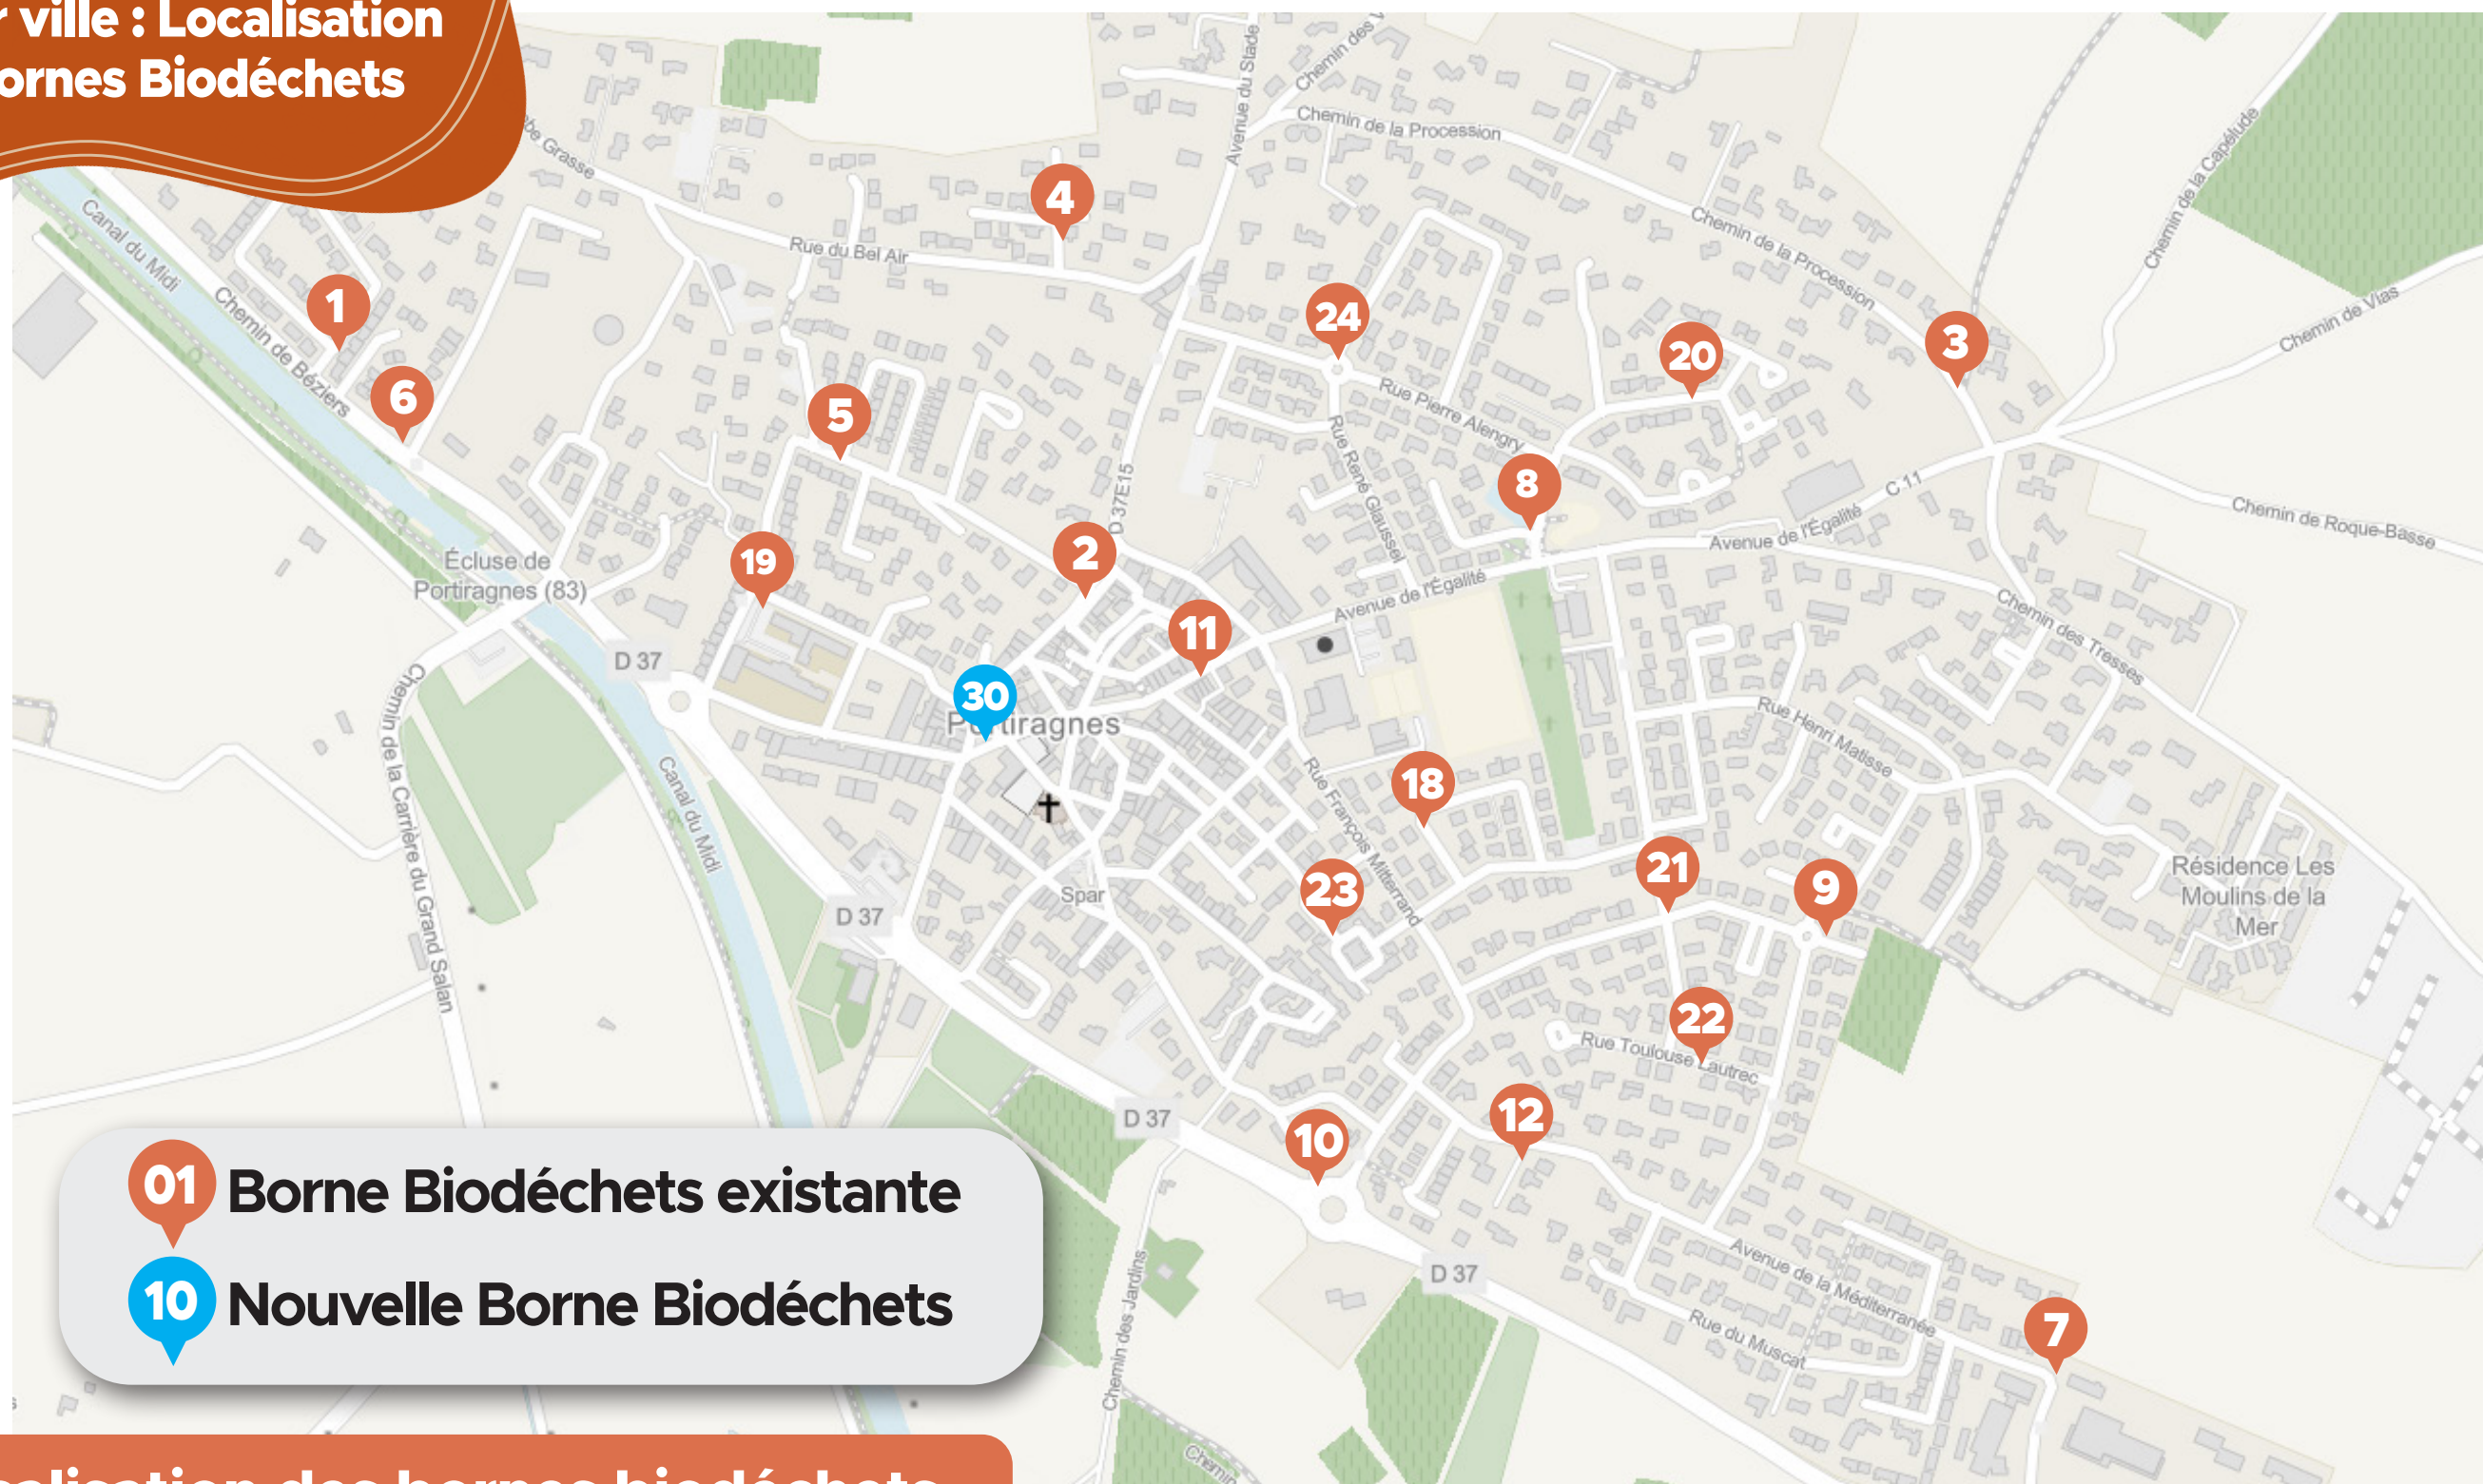 ville : Localisation
ornes Biodéchets
Avenue du Stade
Chemin des
Chemin de la Procession
Chemin de la Capélude
be Grasse
4
Canal du Midi
Rue du Bel Air
Chemin de la Procession
Chemin de Vias
1
Chemin de Béziers
24
20
3
6
5
Rue Pierre Alengry
Rue René Glaussel
D 37E15
8
C 11
Chemin de Roque-Basse
Avenue de l'Égalité
Écluse de
Portiragnes (83)
19
2
Avenue de l'Égalité
Chemin des Tresses
11
D 37
30
Portiragnes
Chemin de la Carrière du Grand Salan
Canal du Midi
Rue Henri Matisse
Rue François Mitterrand
18
21
9
23
Spar
D 37
Résidence Les
Moulins de la
Mer
22
Rue Toulouse Lautrec
12
10
D 37
01 Borne Biodéchets existante
10 Nouvelle Borne Biodéchets
D 37
Chemin des Jardins
Avenue de la Méditerranée
Rue du Muscat
7
Chemin
alisation des bornes biodéchets